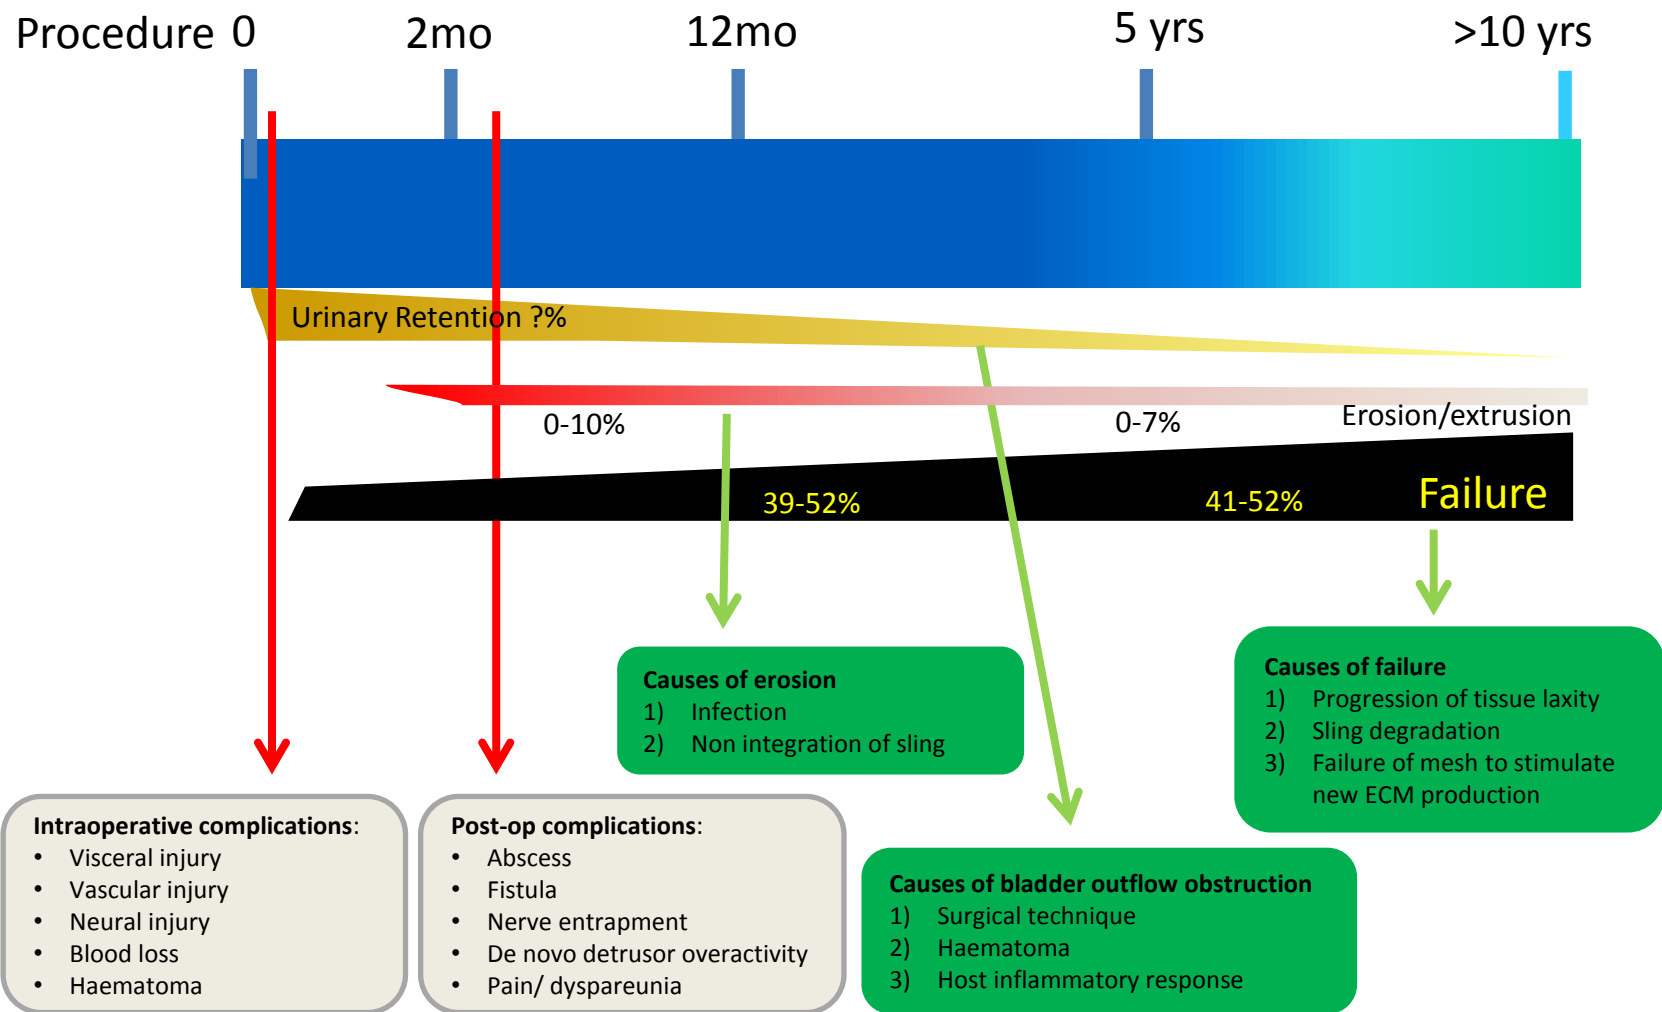 Procedure 0 2mo 12mo 5 yrs >10 yrs
Urinary Retention ?%
0-10% 0-7% Erosion/extrusion
39-52% 41-52% Failure
Causes of erosion
1) Infection
2) Non integration of sling
Causes of failure
1) Progression of tissue laxity
2) Sling degradation
3) Failure of mesh to stimulate
new ECM production
Intraoperative complications:
• Visceral injury
• Vascular injury
• Neural injury
• Blood loss
• Haematoma
Post-op complications:
• Abscess
• Fistula
• Nerve entrapment
• De novo detrusor overactivity
• Pain/ dyspareunia
Causes of bladder outflow obstruction
1) Surgical technique
2) Haematoma
3) Host inflammatory response